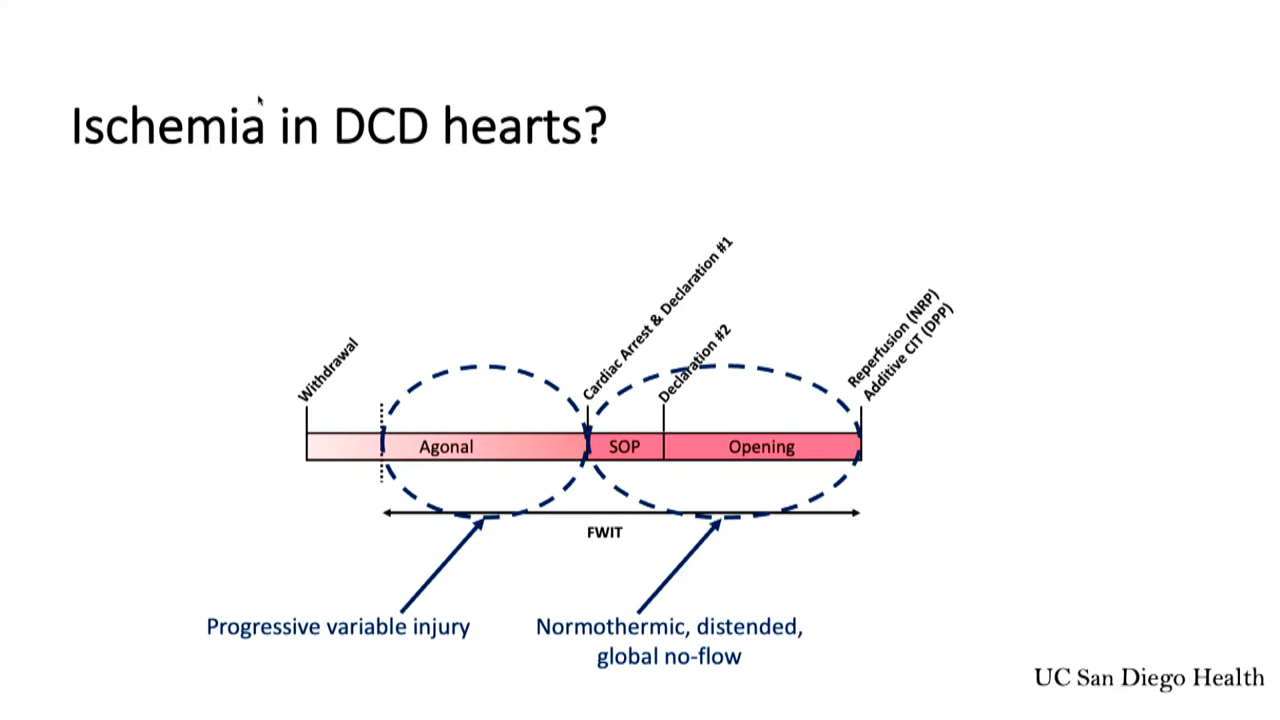 Ischemia in DCD hearts?
Withdrawal
Cardiac Arrest & Declaration #1
Declaration #2
Reperfusion (NRP)
Additive CIT (DPP)
Agonal
SOP
Opening
FWIT
Progressive variable injury
Normothermic, distended,
global no-flow
UC San Diego Health